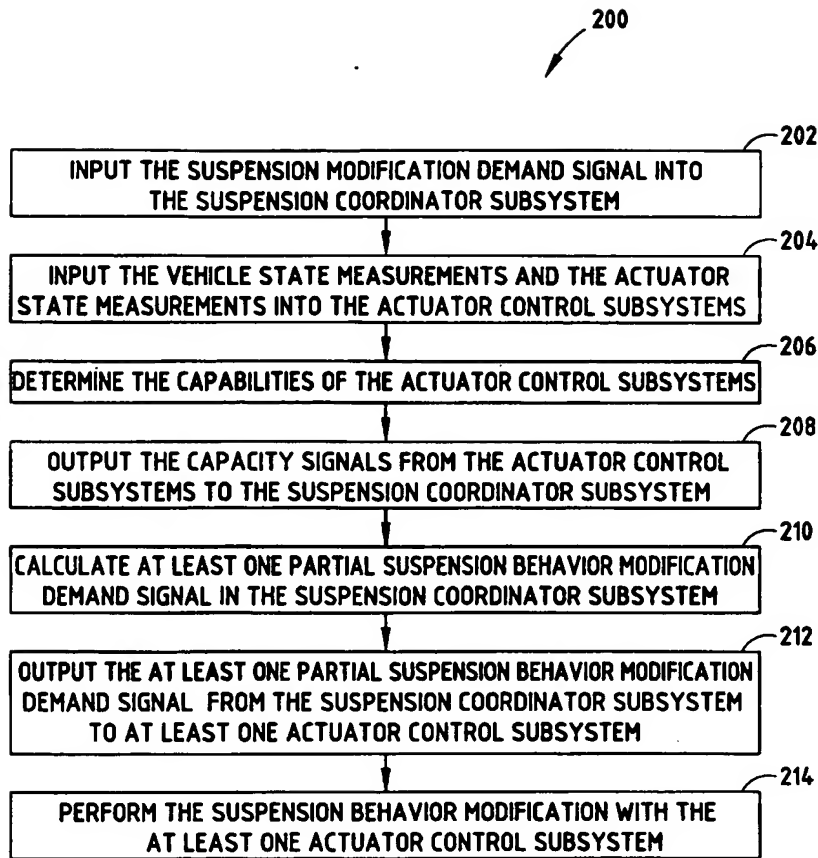 200
202
INPUT THE SUSPENSION MODIFICATION DEMAND SIGNAL INTO
THE SUSPENSION COORDINATOR SUBSYSTEM
204
INPUT THE VEHICLE STATE MEASUREMENTS AND THE ACTUATOR
STATE MEASUREMENTS INTO THE ACTUATOR CONTROL SUBSYSTEMS
206
DETERMINE THE CAPABILITIES OF THE ACTUATOR CONTROL SUBSYSTEMS
208
OUTPUT THE CAPACITY SIGNALS FROM THE ACTUATOR CONTROL
SUBSYSTEMS TO THE SUSPENSION COORDINATOR SUBSYSTEM
210
CALCULATE AT LEAST ONE PARTIAL SUSPENSION BEHAVIOR MODIFICATION
DEMAND SIGNAL IN THE SUSPENSION COORDINATOR SUBSYSTEM
212
OUTPUT THE AT LEAST ONE PARTIAL SUSPENSION BEHAVIOR MODIFICATION
DEMAND SIGNAL FROM THE SUSPENSION COORDINATOR SUBSYSTEM
TO AT LEAST ONE ACTUATOR CONTROL SUBSYSTEM
214
PERFORM THE SUSPENSION BEHAVIOR MODIFICATION WITH THE
AT LEAST ONE ACTUATOR CONTROL SUBSYSTEM